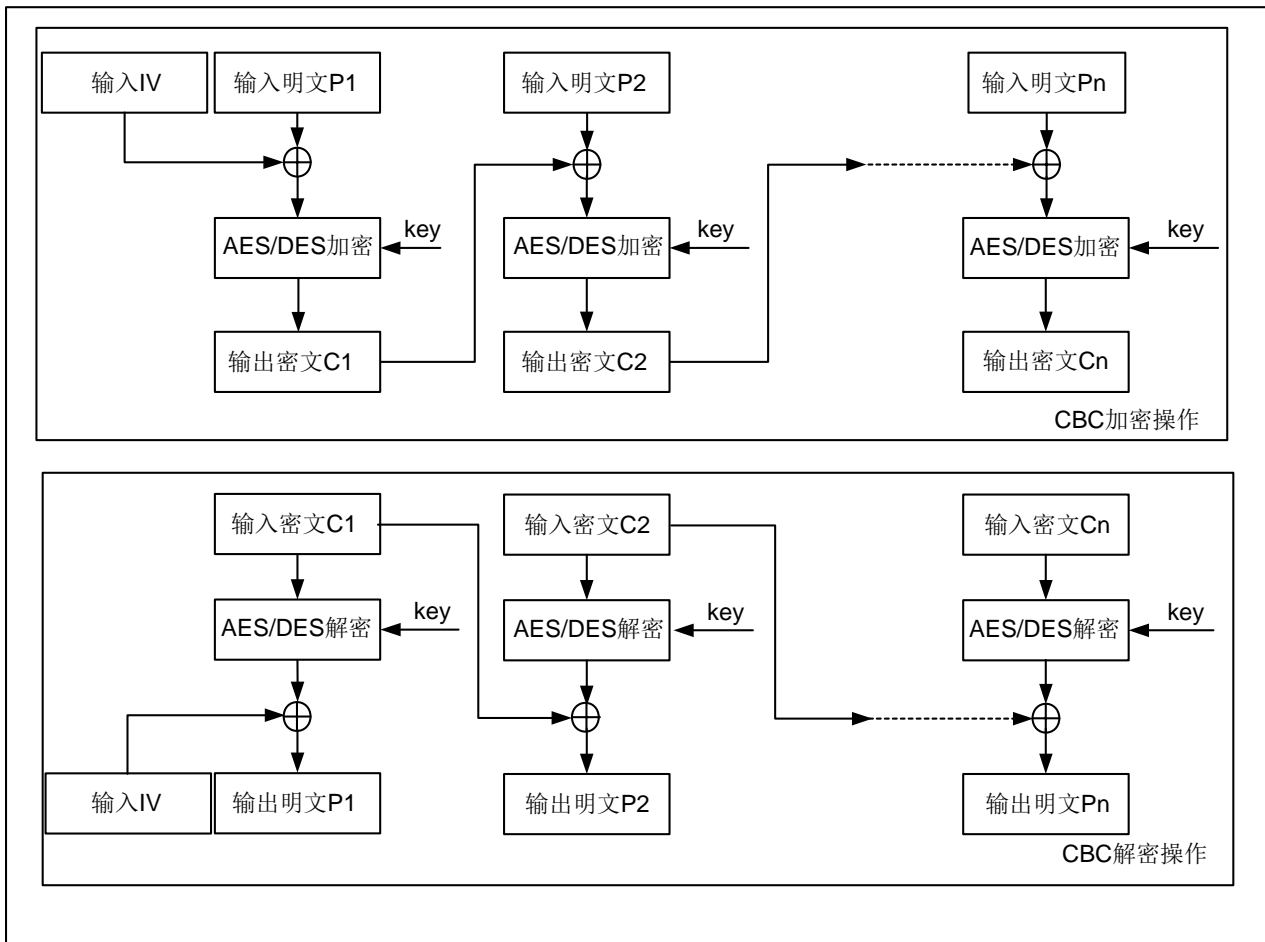 输入IV
输入明文P1
输入明文P2
输入明文Pn
AES/DES加密
key
AES/DES加密
key
AES/DES加密
key
输出密文C1
输出密文C2
输出密文Cn
CBC加密操作
输入密文C1
输入密文C2
输入密文Cn
AES/DES解密
key
AES/DES解密
key
AES/DES解密
key
输入IV
输出明文P1
输出明文P2
输出明文Pn
CBC解密操作